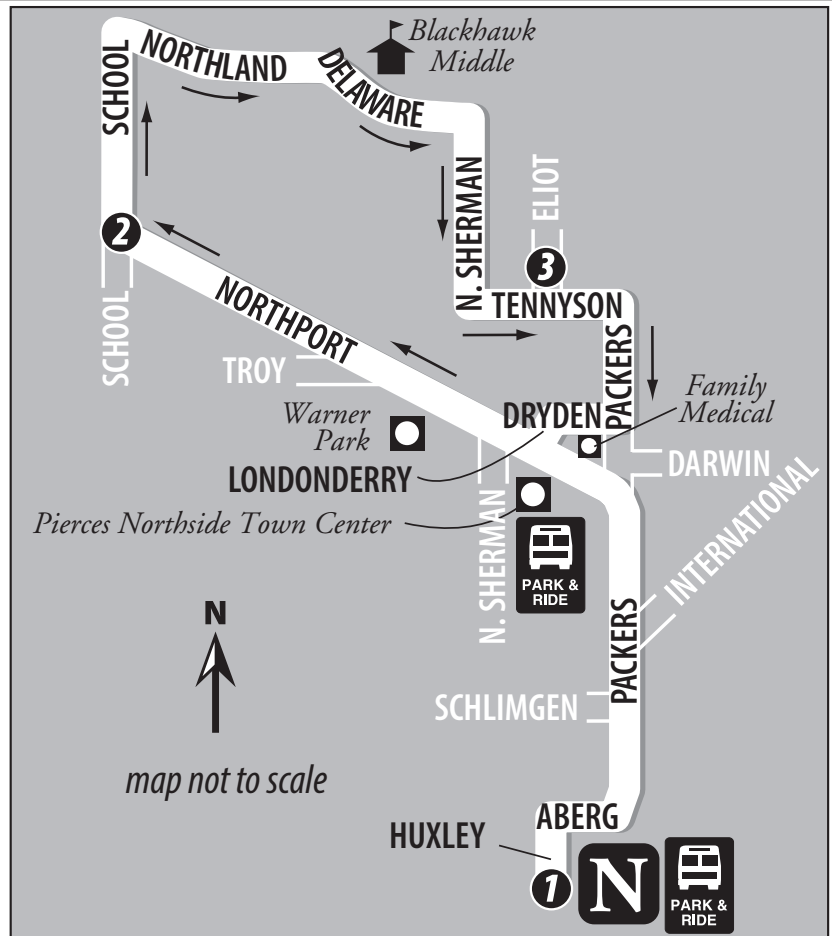 Blackhawk
Middle
NORTHLAND
DELAWARE
SCHOOL
N. SHERMAN
ELIOT
2
3
TENNYSON
NORTHPORT
SCHOOL
TROY
PACKERS
Family
Medical
DRYDEN
Warner
Park
LONDONDERRY
DARWIN
Pierces Northside Town Center
INTERNATIONAL
N. SHERMAN
PARK &
RIDE
N
PACKERS
SCHLIMGEN
map not to scale
ABERG
HUXLEY
1
N
PARK &
RIDE